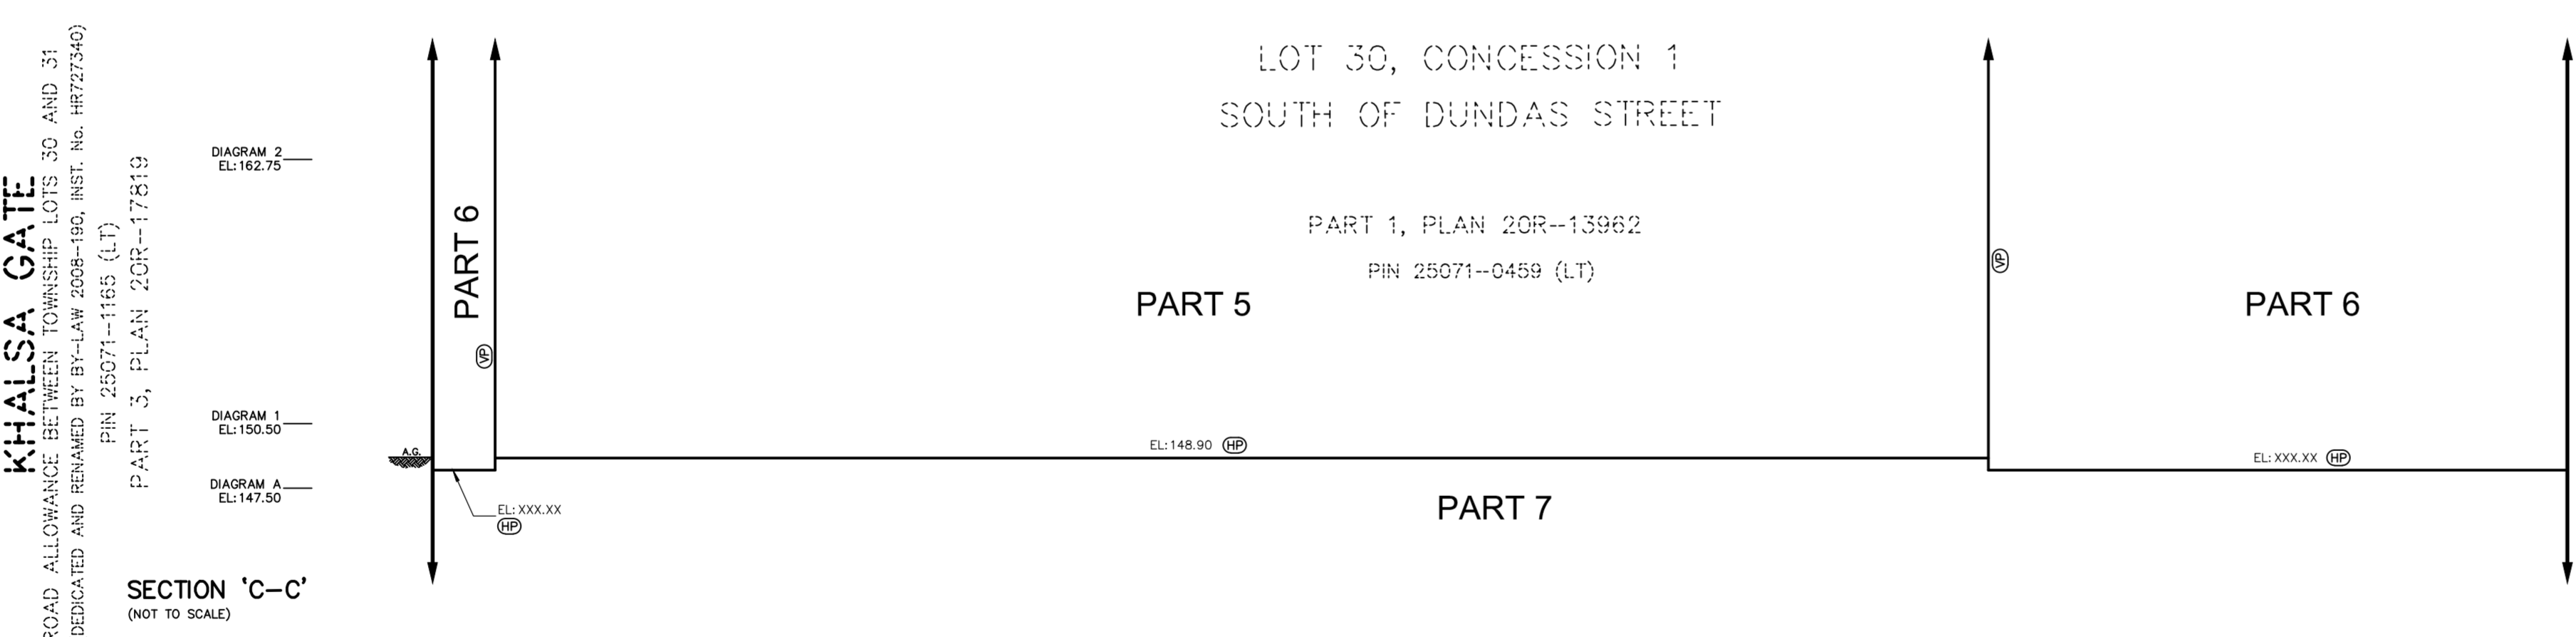 KHALSA GATE
ROAD ALLOWANCE BETWEEN TOWNSHIP LOTS 30 AND 31
DEDICATED AND RENAMED BY BY-LAW 2008-190, INST. No. HR727340)
PIN 25071-1165 (LT)
PART 3, PLAN 20R-17819
DIAGRAM 2
EL:162.75
DIAGRAM 1
EL:150.50
A.G.
DIAGRAM A
EL:147.50
PART 6
VP
EL:XXX.XX
HP
LOT 30, CONCESSION 1
SOUTH OF DUNDAS STREET
PART 1, PLAN 20R-13962
PIN 25071-0459 (LT)
PART 5
EL:148.90 HP
PART 7
VP
PART 6
EL:XXX.XX HP
SECTION 'C-C'
(NOT TO SCALE)